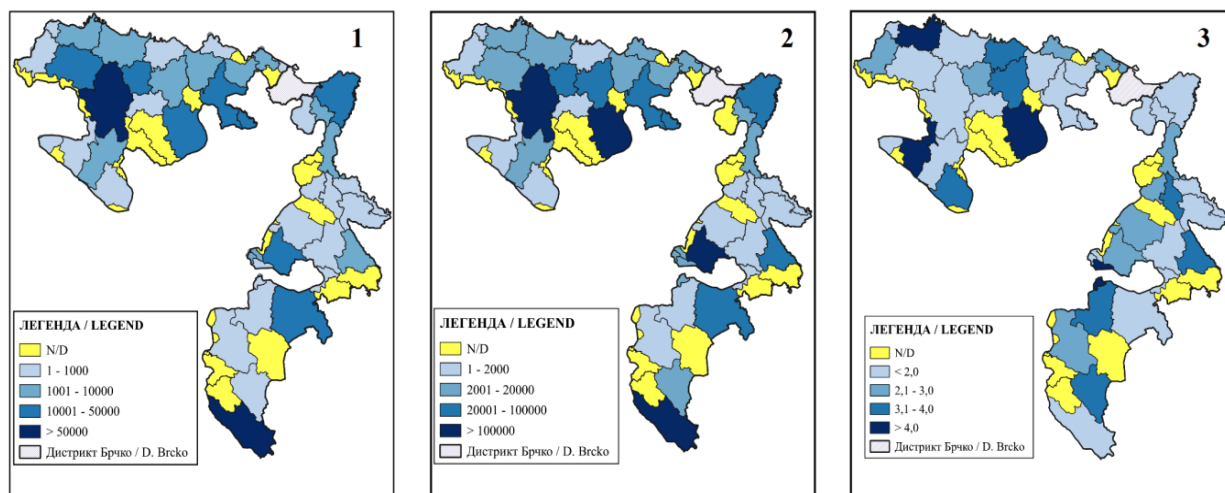 1
ЛЕГЕНДА / LEGEND
N/D
1 - 1000
1001 - 10000
10001 - 50000
> 50000
Дистрикт Брчко / D. Brcko
2
ЛЕГЕНДА / LEGEND
N/D
1 - 2000
2001 - 20000
20001 - 100000
> 100000
Дистрикт Брчко / D. Brcko
3
ЛЕГЕНДА / LEGEND
N/D
< 2,0
2,1 - 3,0
3,1 - 4,0
> 4,0
Дистрикт Брчко / D. Brcko